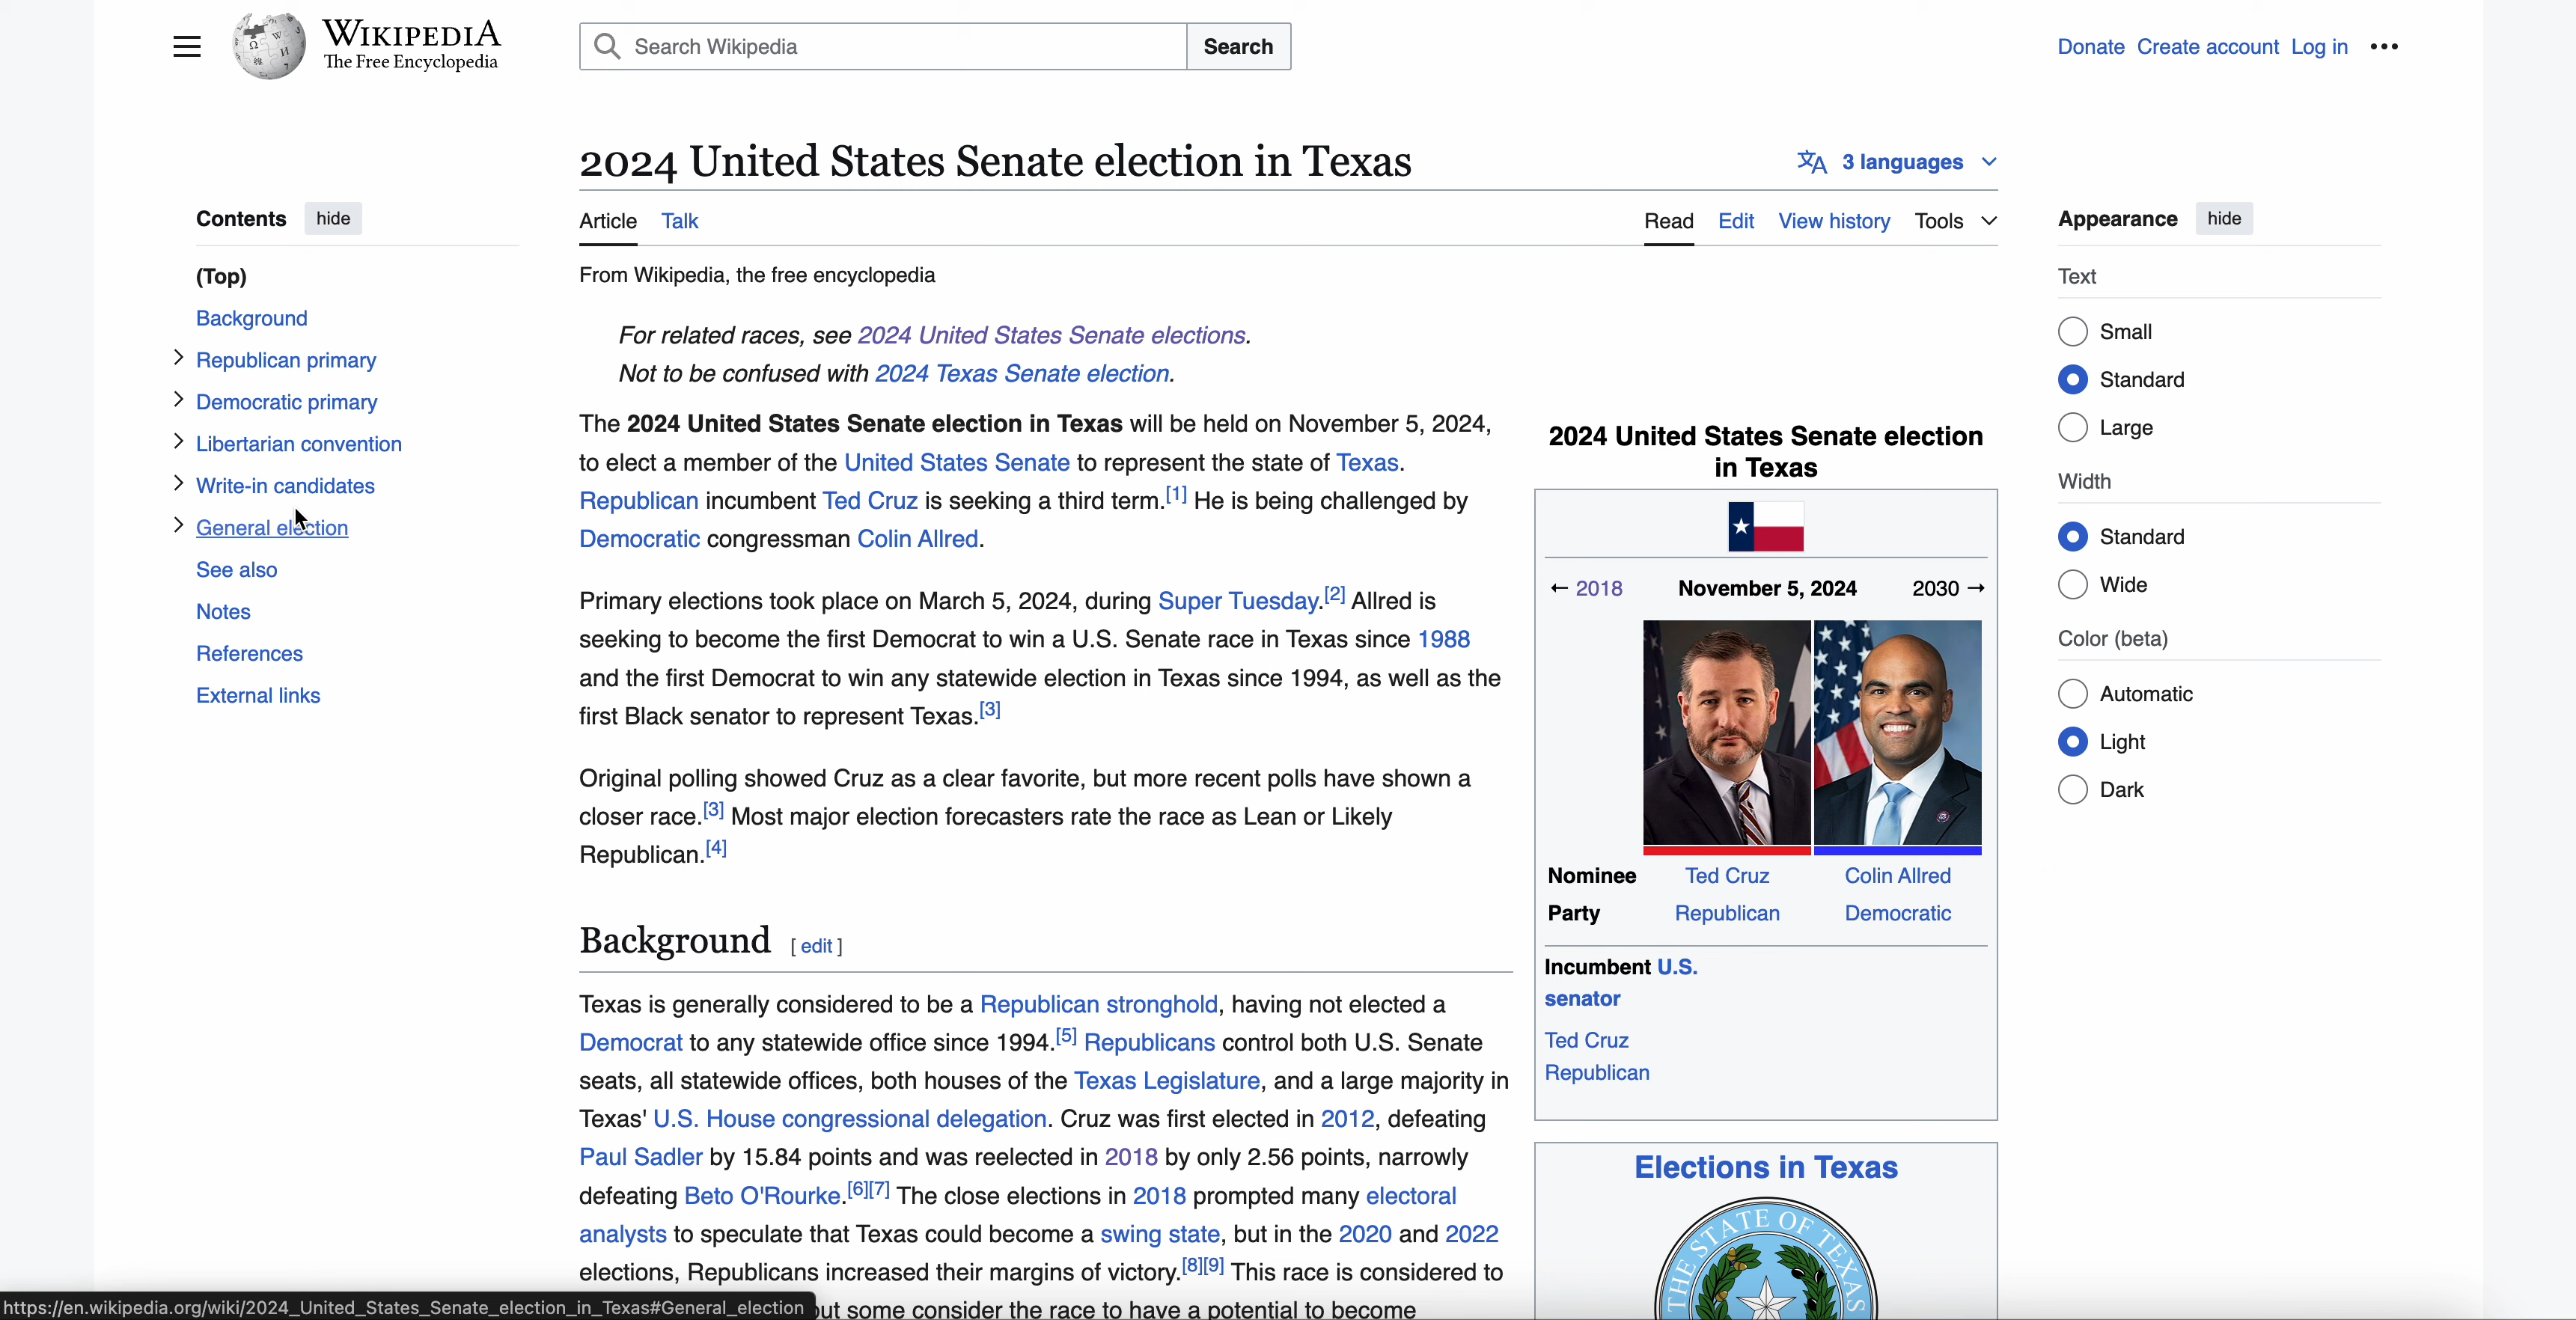 WIKIPEDIA
The Free Encyclopedia
Search Wikipedia
Search
Donate Create account Log in •••
2024 United States Senate election in Texas
3 languages
Contents hide
(Top)
Background
Republican primary
Democratic primary
Libertarian convention
Write-in candidates
General election
See also
Notes
References
External links
Article Talk
Read Edit View history Tools
From Wikipedia, the free encyclopedia
For related races, see 2024 United States Senate elections.
Not to be confused with 2024 Texas Senate election.
The 2024 United States Senate election in Texas will be held on November 5, 2024,
to elect a member of the United States Senate to represent the state of Texas.
Republican incumbent Ted Cruz is seeking a third term.[1] He is being challenged by
Democratic congressman Colin Allred.
Primary elections took place on March 5, 2024, during Super Tuesday.[2] Allred is
seeking to become the first Democrat to win a U.S. Senate race in Texas since 1988
and the first Democrat to win any statewide election in Texas since 1994, as well as the
first Black senator to represent Texas.[3]
Original polling showed Cruz as a clear favorite, but more recent polls have shown a
closer race.[3] Most major election forecasters rate the race as Lean or Likely
Republican.[4]
Background [ edit ]
Texas is generally considered to be a Republican stronghold, having not elected a
Democrat to any statewide office since 1994.[5] Republicans control both U.S. Senate
seats, all statewide offices, both houses of the Texas Legislature, and a large majority in
Texas' U.S. House congressional delegation. Cruz was first elected in 2012, defeating
Paul Sadler by 15.84 points and was reelected in 2018 by only 2.56 points, narrowly
defeating Beto O'Rourke.[6][7] The close elections in 2018 prompted many electoral
analysts to speculate that Texas could become a swing state, but in the 2020 and 2022
elections, Republicans increased their margins of victory.[8][9] This race is considered to
but some consider the race to have a potential to become
2024 United States Senate election
in Texas
← 2018 November 5, 2024 2030 →
Nominee Ted Cruz Colin Allred
Party Republican Democratic
Incumbent U.S.
senator
Ted Cruz
Republican
Elections in Texas
THE STATE OF TEXAS
Appearance hide
Text
Small
Standard
Large
Width
Standard
Wide
Color (beta)
Automatic
Light
Dark
https://en.wikipedia.org/wiki/2024_United_States_Senate_election_in_Texas#General_election